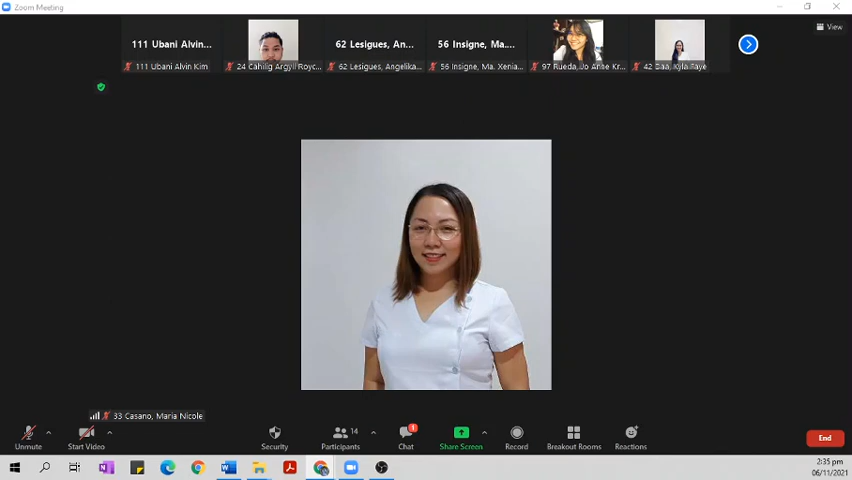 Zoom Meeting
View
111 Ubani Alvin...
62 Lesigues, An...
56 Insigne, Ma....
111 Ubani Alvin Kim
24 Cahilig Argyll Royc...
62 Lesigues, Angelika...
56 Insigne, Ma. Xenia...
97 Rueda, Jo Anne Kr...
42 Daa, Kyla Faye
33 Casano, Maria Nicole
Unmute
Start Video
Security
Participants 14
Chat 1
Share Screen
Record
Breakout Rooms
Reactions
End
2:35 pm
06/11/2021